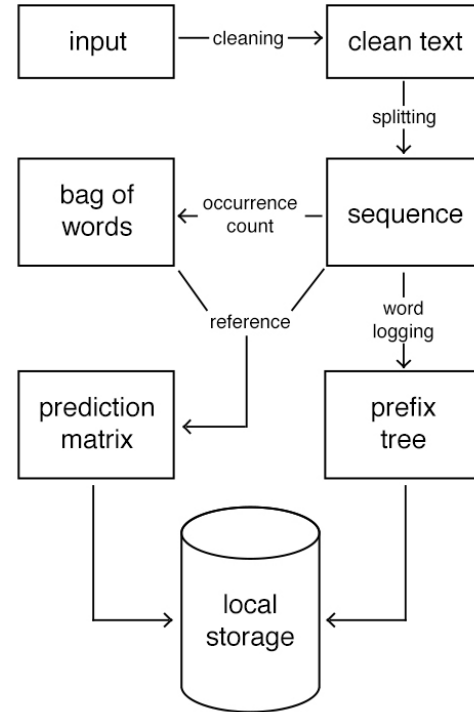 input
cleaning
clean text
splitting
bag of
words
occurrence
count
sequence
reference
word
logging
prediction
matrix
prefix
tree
local
storage